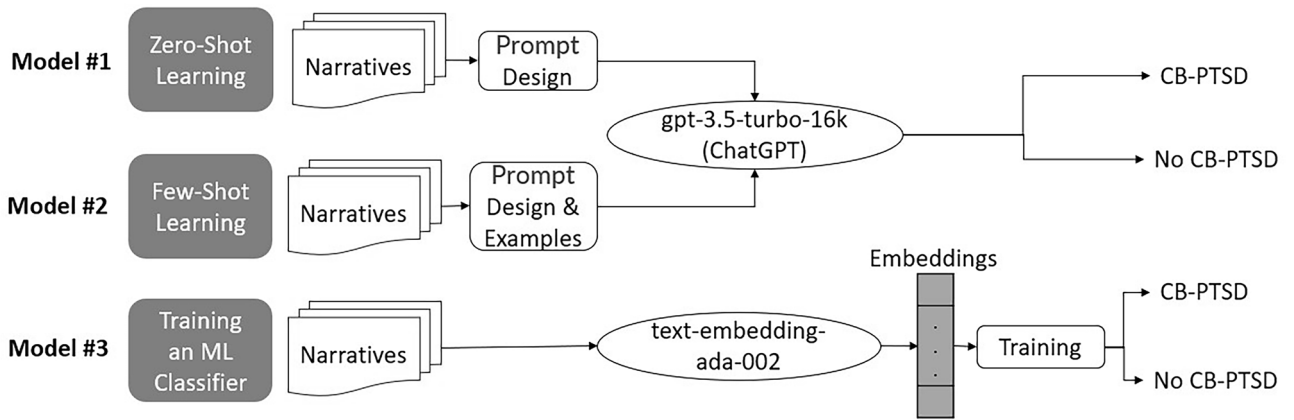 Model #1
Zero-Shot
Learning
Narratives
Prompt
Design
gpt-3.5-turbo-16k
(ChatGPT)
CB-PTSD
No CB-PTSD
Model #2
Few-Shot
Learning
Narratives
Prompt
Design &
Examples
Model #3
Training
an ML
Classifier
Narratives
text-embedding-
ada-002
Embeddings
Training
CB-PTSD
No CB-PTSD